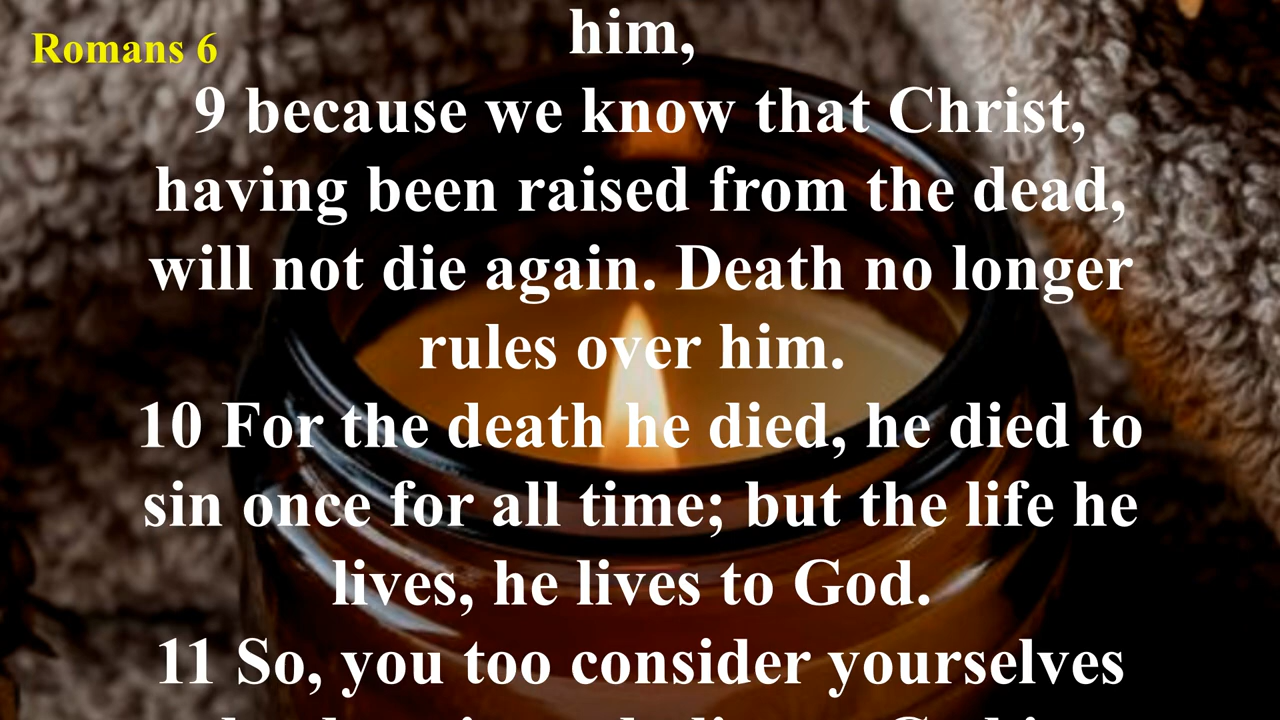 Romans 6
him,
9 because we know that Christ,
having been raised from the dead,
will not die again. Death no longer
rules over him.
10 For the death he died, he died to
sin once for all time; but the life he
lives, he lives to God.
11 So, you too consider yourselves